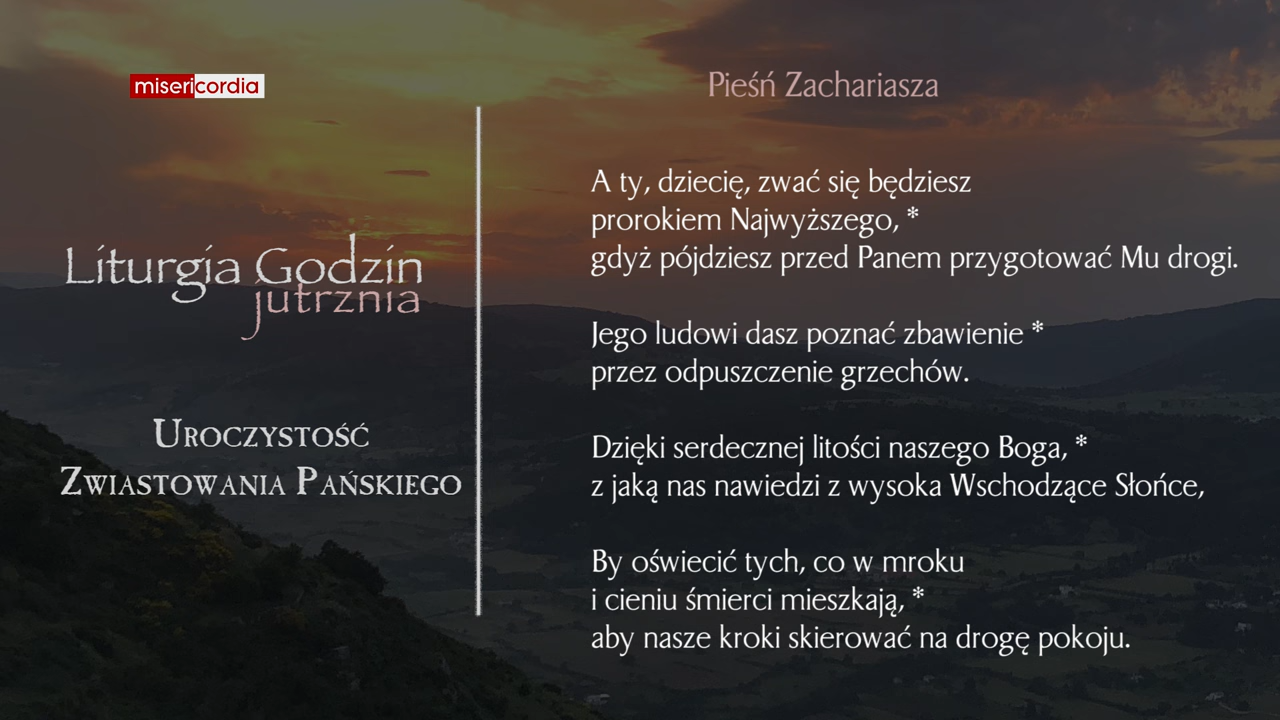 misericordia
Liturgia Godzin
jutrznia
Uroczystość
Zwiastowania Pańskiego
Pieśń Zachariasza
A ty, dziecię, zwać się będziesz
prorokiem Najwyższego, *
gdyż pójdziesz przed Panem przygotować Mu drogi.
Jego ludowi dasz poznać zbawienie *
przez odpuszczenie grzechów.
Dzięki serdecznej litości naszego Boga, *
z jaką nas nawiedzi z wysoka Wschodzące Słońce,
By oświecić tych, co w mroku
i cieniu śmierci mieszkają, *
aby nasze kroki skierować na drogę pokoju.